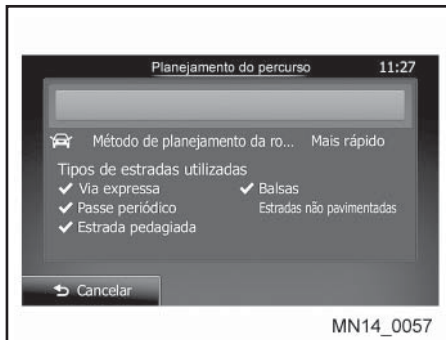 Planejamento do percurso 11:27
Método de planejamento da ro... Mais rápido
Tipos de estradas utilizadas
Via expressa
Balsas
Passe periódico
Estradas não pavimentadas
Estrada pedagiada
Cancelar
MN14_0057